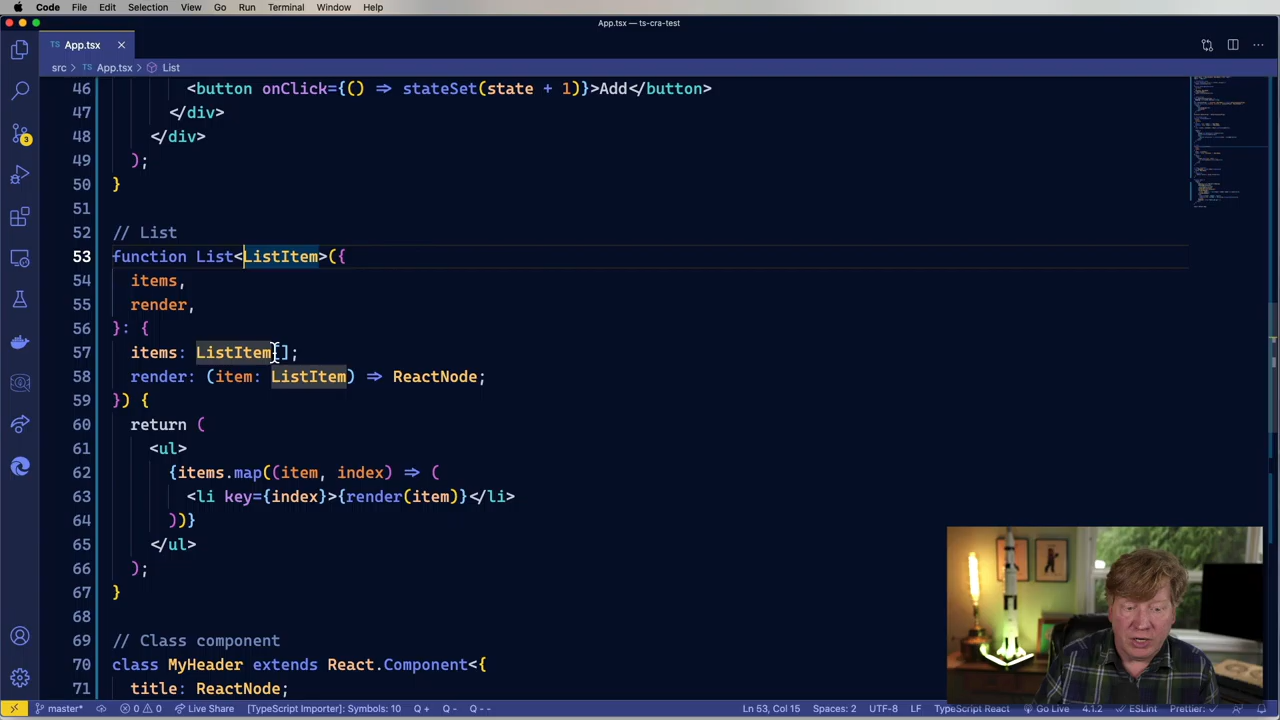 Code File Edit Selection View Go Run Terminal Window Help
App.tsx — ts-cra-test
TS App.tsx ×
src > TS App.tsx > List
46 <button onClick={() => stateSet(state + 1)}>Add</button>
47 </div>
48 </div>
49 );
50 }
51
52 // List
53 function List<ListItem>({
54 items,
55 render,
56 }: {
57 items: ListItem[];
58 render: (item: ListItem) => ReactNode;
59 }) {
60 return (
61 <ul>
62 {items.map((item, index) => (
63 <li key={index}>{render(item)}</li>
64 ))}
65 </ul>
66 );
67 }
68
69 // Class component
70 class MyHeader extends React.Component<{
71 title: ReactNode;
3
master* 0 0 Live Share [TypeScript Importer]: Symbols: 10 Q + Q - Q - - Ln 53, Col 15 Spaces: 2 UTF-8 LF TypeScript React Go Live 4.1.2 ESLint Prettier: ✓